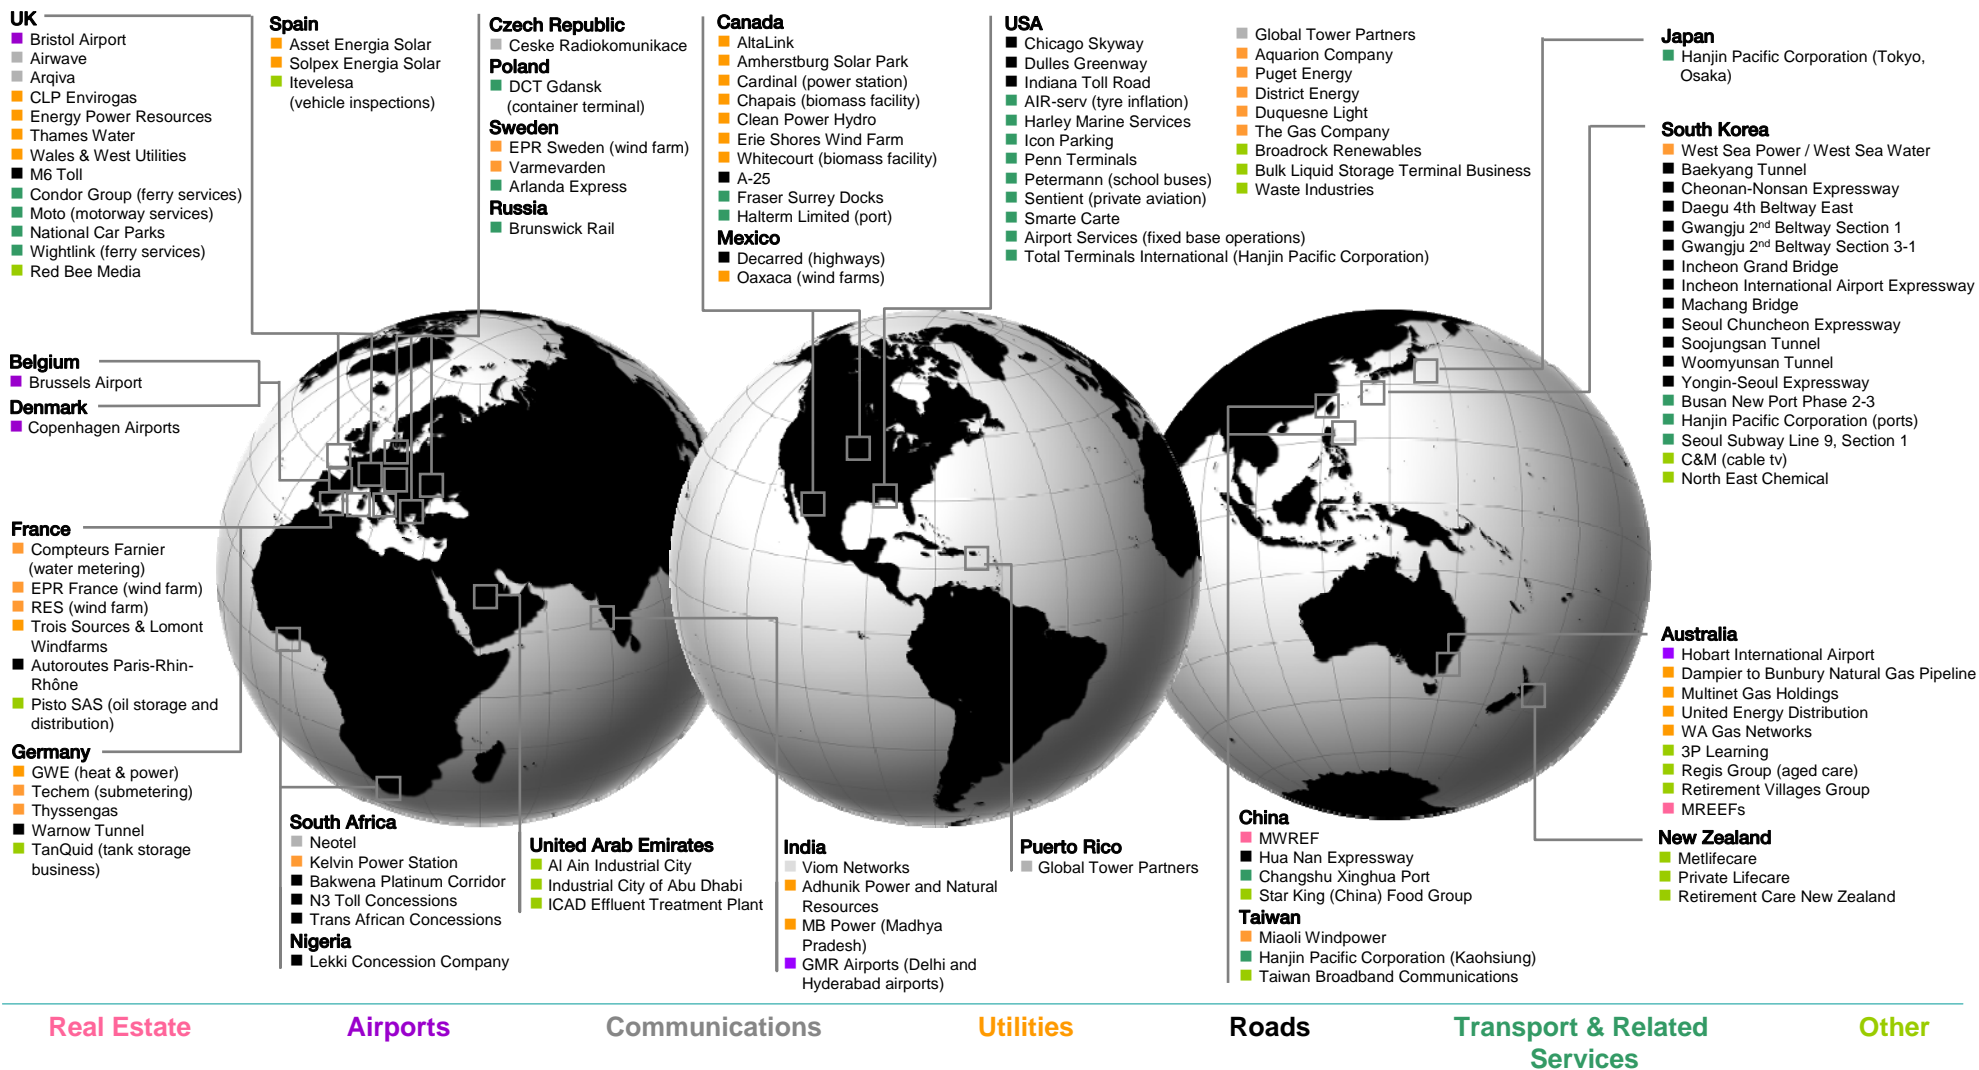 UK
Bristol Airport
Airwave
Arqiva
CLP Envirogas
Energy Power Resources
Thames Water
Wales & West Utilities
M6 Toll
Condor Group (ferry services)
Moto (motorway services)
National Car Parks
Wightlink (ferry services)
Red Bee Media
Spain
Asset Energia Solar
Solpex Energia Solar
Itevelesa
(vehicle inspections)
Czech Republic
Ceske Radiokomunikace
Poland
DCT Gdansk
(container terminal)
Sweden
EPR Sweden (wind farm)
Varmevarden
Arlanda Express
Russia
Brunswick Rail
Canada
AltaLink
Amherstburg Solar Park
Cardinal (power station)
Chapais (biomass facility)
Clean Power Hydro
Erie Shores Wind Farm
Whitecourt (biomass facility)
A-25
Fraser Surrey Docks
Halterm Limited (port)
Mexico
Decarred (highways)
Oaxaca (wind farms)
USA
Chicago Skyway
Dulles Greenway
Indiana Toll Road
AIR-serv (tyre inflation)
Harley Marine Services
Icon Parking
Penn Terminals
Petermann (school buses)
Sentient (private aviation)
Smarte Carte
Airport Services (fixed base operations)
Total Terminals International (Hanjin Pacific Corporation)
Global Tower Partners
Aquarion Company
Puget Energy
District Energy
Duquesne Light
The Gas Company
Broadrock Renewables
Bulk Liquid Storage Terminal Business
Waste Industries
Japan
Hanjin Pacific Corporation (Tokyo,
Osaka)
South Korea
West Sea Power / West Sea Water
Baekyang Tunnel
Cheonan-Nonsan Expressway
Daegu 4th Beltway East
Gwangju 2nd Beltway Section 1
Gwangju 2nd Beltway Section 3-1
Incheon Grand Bridge
Incheon International Airport Expressway
Machang Bridge
Seoul Chuncheon Expressway
Soojungsan Tunnel
Woomyunsan Tunnel
Yongin-Seoul Expressway
Busan New Port Phase 2-3
Hanjin Pacific Corporation (ports)
Seoul Subway Line 9, Section 1
C&M (cable tv)
North East Chemical
Belgium
Brussels Airport
Denmark
Copenhagen Airports
France
Compteurs Farnier
(water metering)
EPR France (wind farm)
RES (wind farm)
Trois Sources & Lomont
Windfarms
Autoroutes Paris-Rhin-
Rhône
Pisto SAS (oil storage and
distribution)
Germany
GWE (heat & power)
Techem (submetering)
Thyssengas
Warnow Tunnel
TanQuid (tank storage
business)
South Africa
Neotel
Kelvin Power Station
Bakwena Platinum Corridor
N3 Toll Concessions
Trans African Concessions
Nigeria
Lekki Concession Company
United Arab Emirates
Al Ain Industrial City
Industrial City of Abu Dhabi
ICAD Effluent Treatment Plant
India
Viom Networks
Adhunik Power and Natural
Resources
MB Power (Madhya
Pradesh)
GMR Airports (Delhi and
Hyderabad airports)
Puerto Rico
Global Tower Partners
China
MWREF
Hua Nan Expressway
Changshu Xinghua Port
Star King (China) Food Group
Taiwan
Miaoli Windpower
Hanjin Pacific Corporation (Kaohsiung)
Taiwan Broadband Communications
Australia
Hobart International Airport
Dampier to Bunbury Natural Gas Pipeline
Multinet Gas Holdings
United Energy Distribution
WA Gas Networks
3P Learning
Regis Group (aged care)
Retirement Villages Group
MREEFs
New Zealand
Metlifecare
Private Lifecare
Retirement Care New Zealand
Real Estate
Airports
Communications
Utilities
Roads
Transport & Related
Services
Other